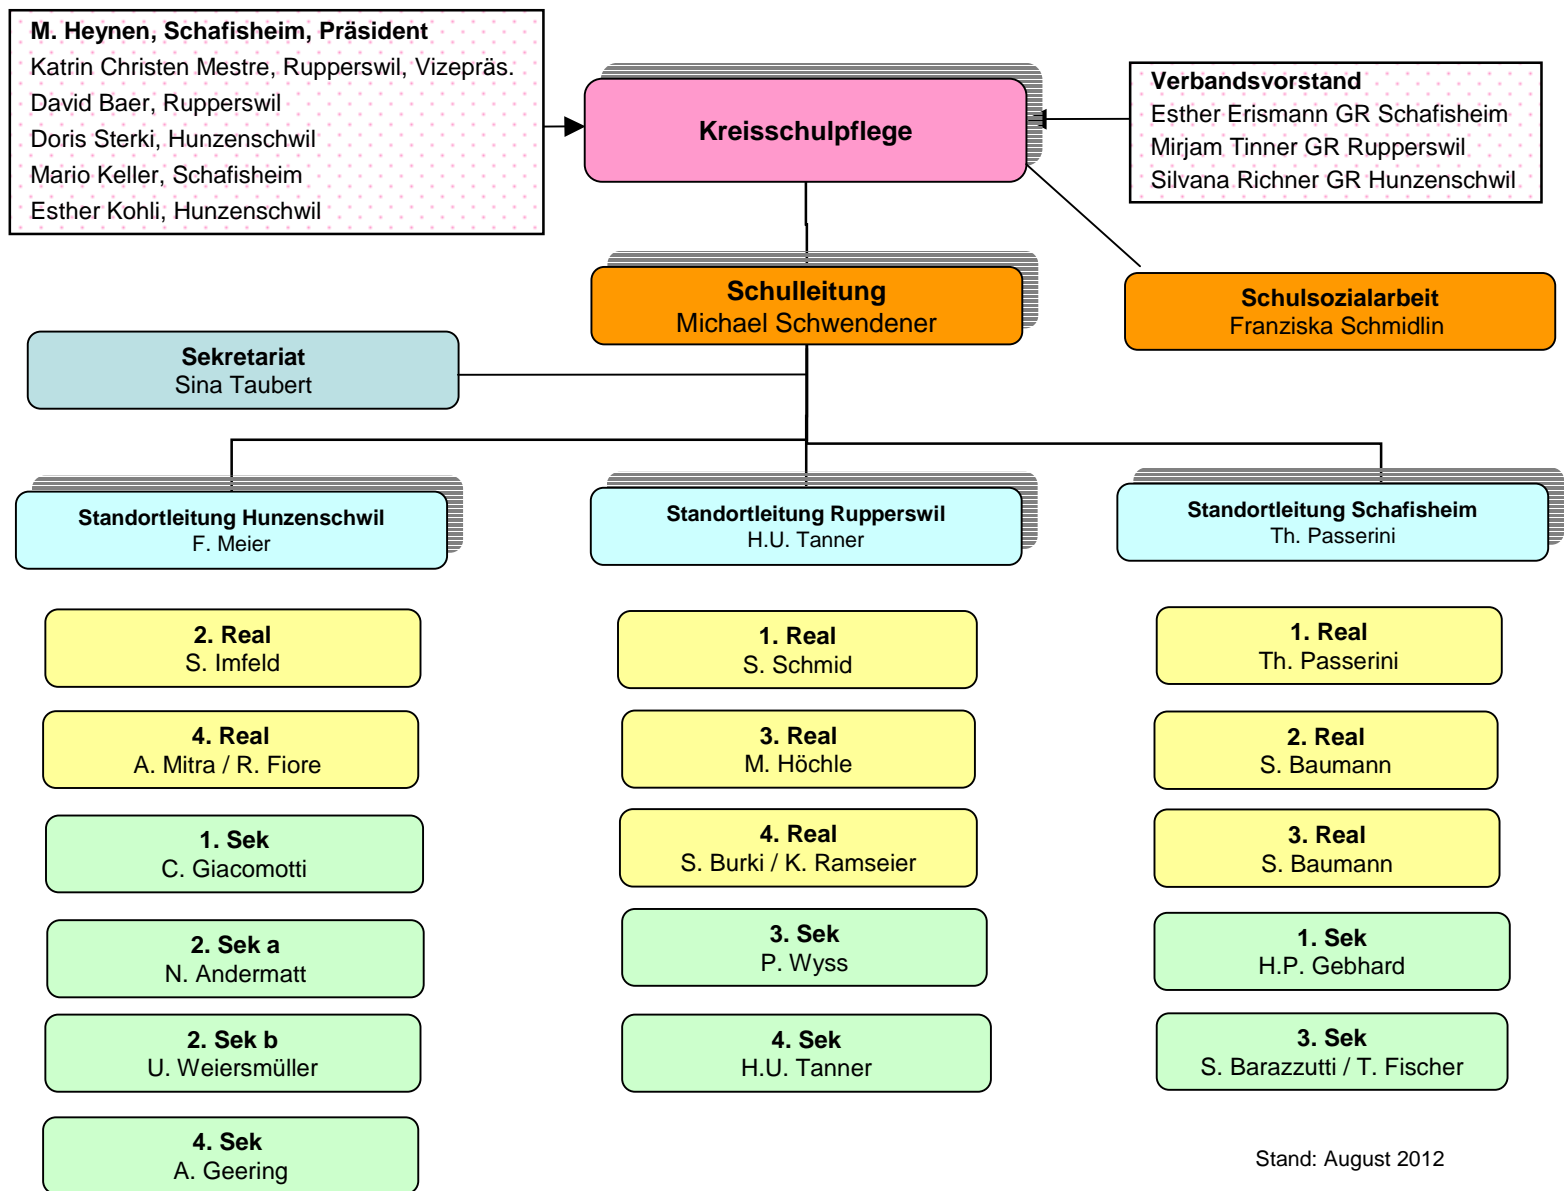 M. Heynen, Schafisheim, Präsident
Katrin Christen Mestre, Rupperswil, Vizepräs.
David Baer, Rupperswil
Doris Sterki, Hunzenschwil
Mario Keller, Schafisheim
Esther Kohli, Hunzenschwil
Kreisschulpflege
Verbandsvorstand
Esther Erismann GR Schafisheim
Mirjam Tinner GR Rupperswil
Silvana Richner GR Hunzenschwil
Schulleitung
Michael Schwendener
Schulsozialarbeit
Franziska Schmidlin
Sekretariat
Sina Taubert
Standortleitung Hunzenschwil
F. Meier
2. Real
S. Imfeld
4. Real
A. Mitra / R. Fiore
1. Sek
C. Giacomotti
2. Sek a
N. Andermatt
2. Sek b
U. Weiersmüller
4. Sek
A. Geering
Standortleitung Rupperswil
H.U. Tanner
1. Real
S. Schmid
3. Real
M. Höchle
4. Real
S. Burki / K. Ramseier
3. Sek
P. Wyss
4. Sek
H.U. Tanner
Standortleitung Schafisheim
Th. Passerini
1. Real
Th. Passerini
2. Real
S. Baumann
3. Real
S. Baumann
1. Sek
H.P. Gebhard
3. Sek
S. Barazzutti / T. Fischer
Stand: August 2012